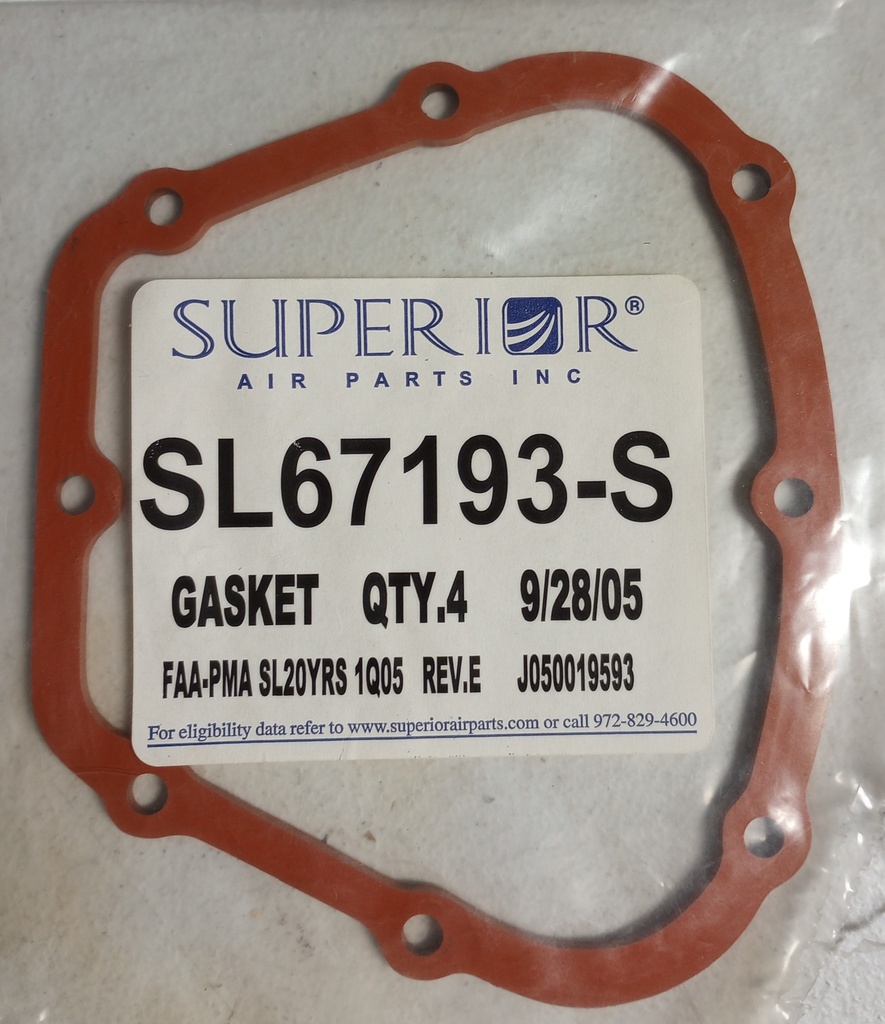 SUPERIOR®
AIR PARTS INC
SL67193-S
GASKET QTY.4 9/28/05
FAA-PMA SL20YRS 1Q05 REV.E J050019593
For eligibility data refer to www.superiorairparts.com or call 972-829-4600